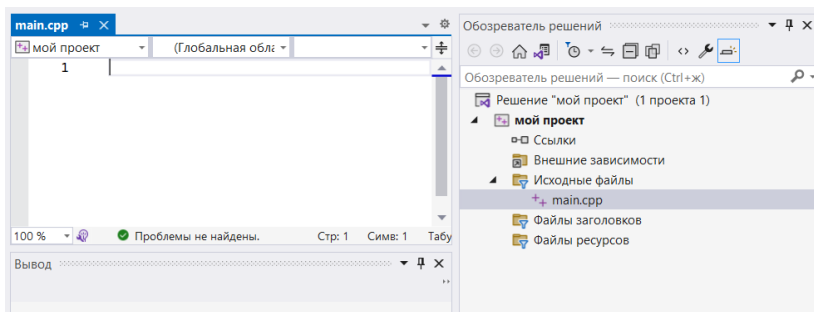 main.cpp
мой проект
(Глобальная обла
1
100 %
Проблемы не найдены.
Стр: 1
Симв: 1
Табу
Вывод
Обозреватель решений
Обозреватель решений — поиск (Ctrl+ж)
Решение "мой проект" (1 проекта 1)
мой проект
Ссылки
Внешние зависимости
Исходные файлы
main.cpp
Файлы заголовков
Файлы ресурсов